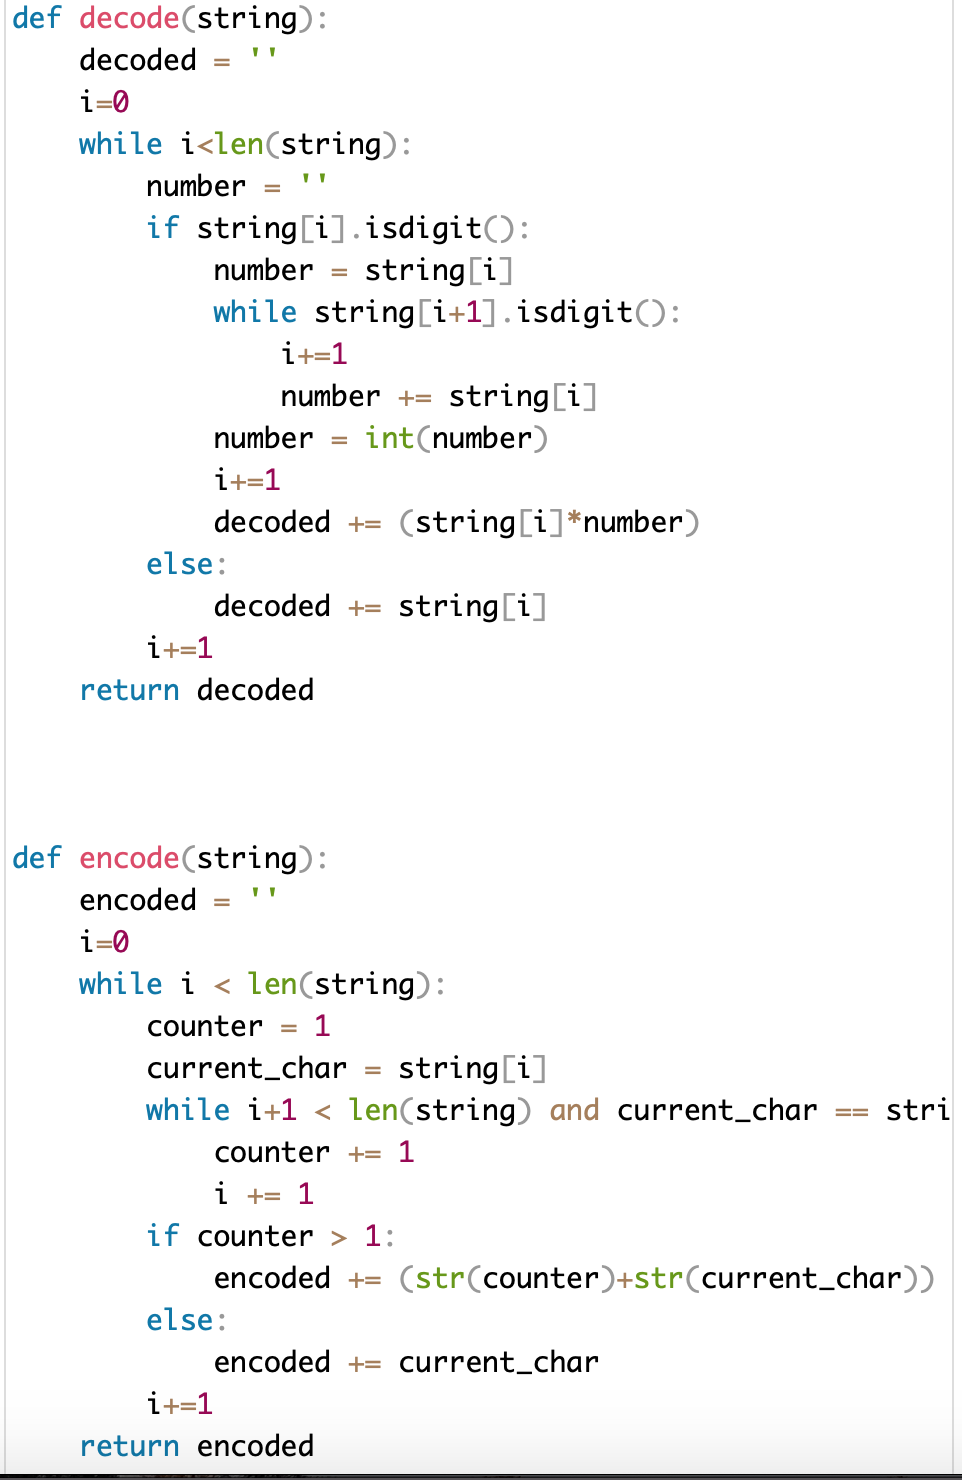 def decode(string):
    decoded = ''
    i=0
    while i<len(string):
        number = ''
        if string[i].isdigit():
            number = string[i]
            while string[i+1].isdigit():
                i+=1
                number += string[i]
            number = int(number)
            i+=1
            decoded += (string[i]*number)
        else:
            decoded += string[i]
        i+=1
    return decoded
def encode(string):
    encoded = ''
    i=0
    while i < len(string):
        counter = 1
        current_char = string[i]
        while i+1 < len(string) and current_char == stri
            counter += 1
            i += 1
        if counter > 1:
            encoded += (str(counter)+str(current_char))
        else:
            encoded += current_char
        i+=1
    return encoded